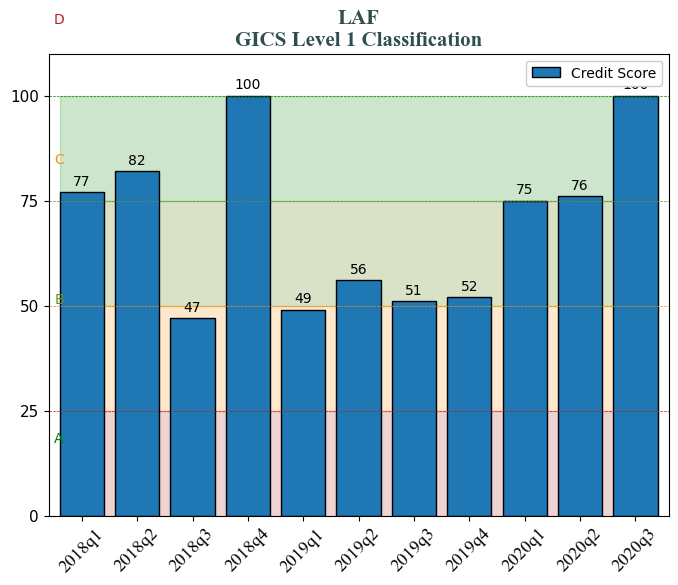 D
LAF
GICS Level 1 Classification
Credit Score
100
75
50
25
0
C
B
A
77
82
47
100
49
56
51
52
75
76
2018q1
2018q2
2018q3
2018q4
2019q1
2019q2
2019q3
2019q4
2020q1
2020q2
2020q3